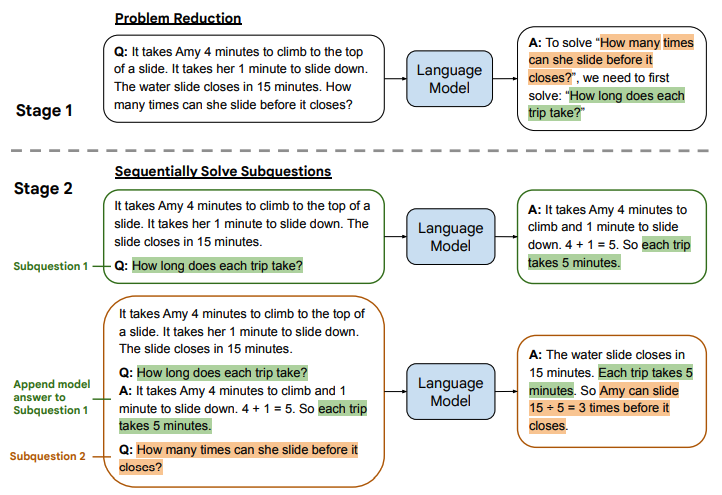 Problem Reduction
Q: It takes Amy 4 minutes to climb to the top
of a slide. It takes her 1 minute to slide down.
The water slide closes in 15 minutes. How
many times can she slide before it closes?
Language
Model
A: To solve “How many times
can she slide before it
closes?”, we need to first
solve: “How long does each
trip take?”
Stage 1
Stage 2
Sequentially Solve Subquestions
It takes Amy 4 minutes to climb to the top of a
slide. It takes her 1 minute to slide down. The
slide closes in 15 minutes.
Subquestion 1
Q: How long does each trip take?
Language
Model
A: It takes Amy 4 minutes to
climb and 1 minute to slide
down. 4 + 1 = 5. So each trip
takes 5 minutes.
It takes Amy 4 minutes to climb to the top of
a slide. It takes her 1 minute to slide down.
The slide closes in 15 minutes.
Q: How long does each trip take?
Append model
answer to
Subquestion 1
A: It takes Amy 4 minutes to climb and 1
minute to slide down. 4 + 1 = 5. So each trip
takes 5 minutes.
Subquestion 2
Q: How many times can she slide before it
closes?
Language
Model
A: The water slide closes in
15 minutes. Each trip takes 5
minutes. So Amy can slide
15 ÷ 5 = 3 times before it
closes.